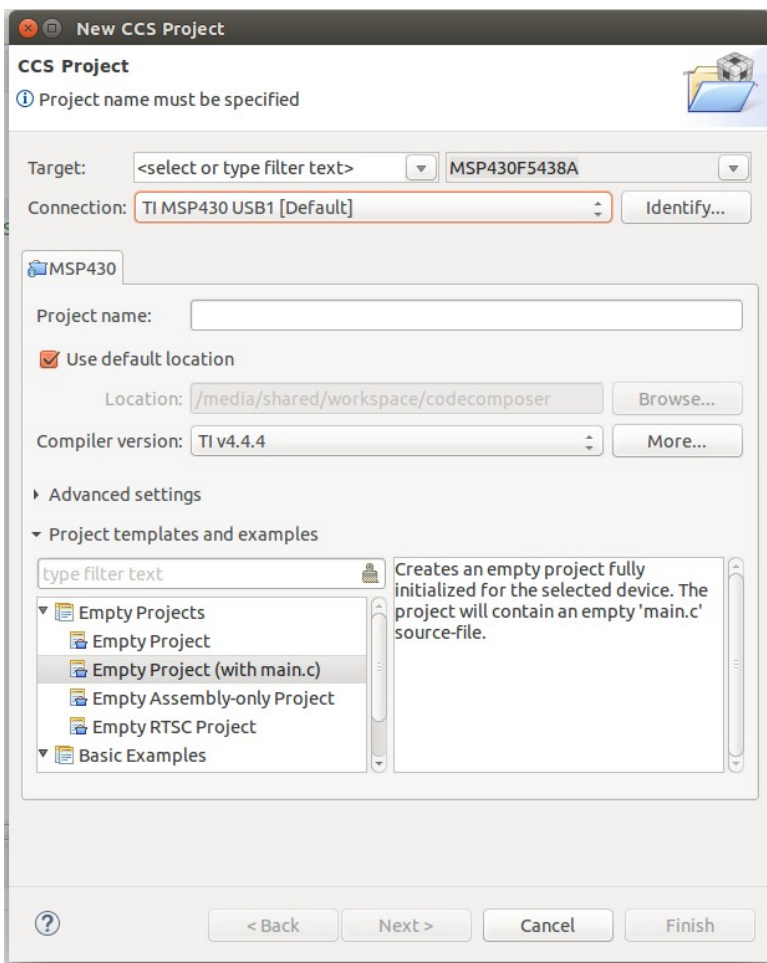 New CCS Project
CCS Project
Project name must be specified
Target: <select or type filter text> MSP430F5438A
Connection: TI MSP430 USB1 [Default] Identify...
MSP430
Project name:
Use default location
Location: /media/shared/workspace/codecomposer Browse...
Compiler version: TI v4.4.4 More...
Advanced settings
Project templates and examples
type filter text
Creates an empty project fully
initialized for the selected device. The
project will contain an empty 'main.c'
source-file.
Empty Projects
Empty Project
Empty Project (with main.c)
Empty Assembly-only Project
Empty RTSC Project
Basic Examples
? < Back Next > Cancel Finish